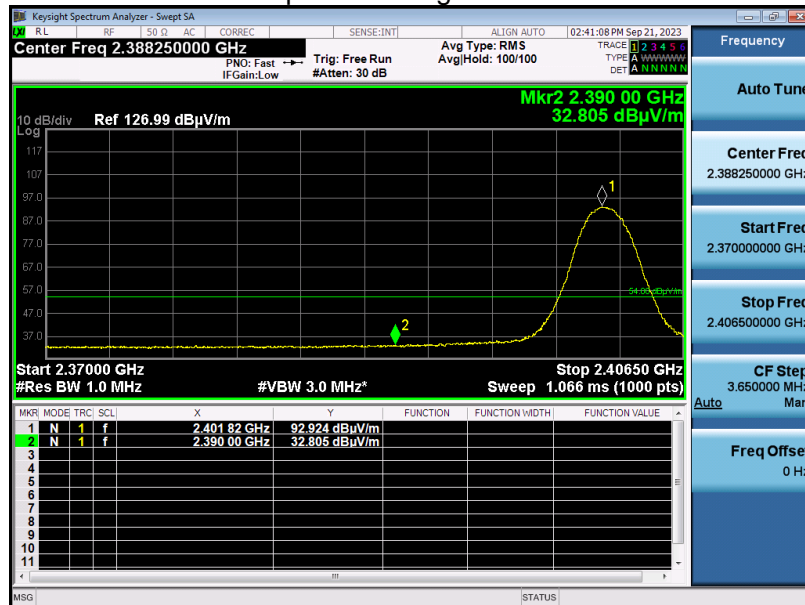 Keysight Spectrum Analyzer - Swept SA
LXI RL RF 50 Ω AC CORREC SENSE:INT ALIGN AUTO 02:41:08 PM Sep 21, 2023
Center Freq 2.388250000 GHz
PNO: Fast
IFGain:Low
Trig: Free Run
#Atten: 30 dB
Avg Type: RMS
Avg|Hold: 100/100
TRACE 1 2 3 4 5 6
TYPE A WWWWW
DET A N N N N N
Mkr2 2.390 00 GHz
32.805 dBµV/m
10 dB/div Ref 126.99 dBµV/m
Log
117
107
97.0
87.0
77.0
67.0
57.0
47.0
37.0
1
2
54.00 dBµV/m
Start 2.37000 GHz Stop 2.40650 GHz
#Res BW 1.0 MHz #VBW 3.0 MHz* Sweep 1.066 ms (1000 pts)
MKR MODE TRC SCL X Y FUNCTION FUNCTION WIDTH FUNCTION VALUE
1 N 1 f 2.401 82 GHz 92.924 dBµV/m
2 N 1 f 2.390 00 GHz 32.805 dBµV/m
3
4
5
6
7
8
9
10
11
MSG STATUS
Frequency
Auto Tune
Center Freq
2.388250000 GHz
Start Freq
2.370000000 GHz
Stop Freq
2.406500000 GHz
CF Step
3.650000 MHz
Auto Man
Freq Offset
0 Hz